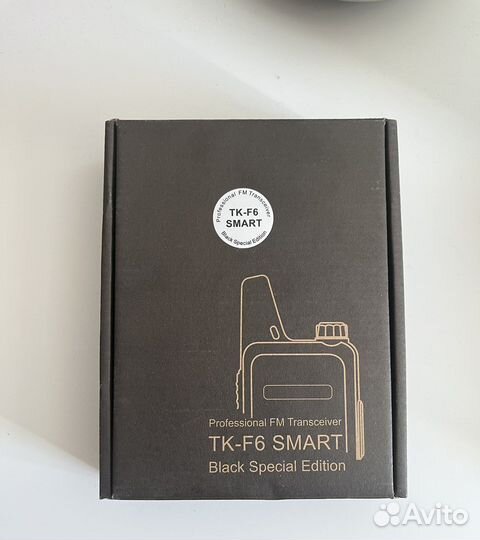 Professional FM Transceiver
TK-F6
SMART
Black Special Edition
Professional FM Transceiver
TK-F6 SMART
Black Special Edition
Avito